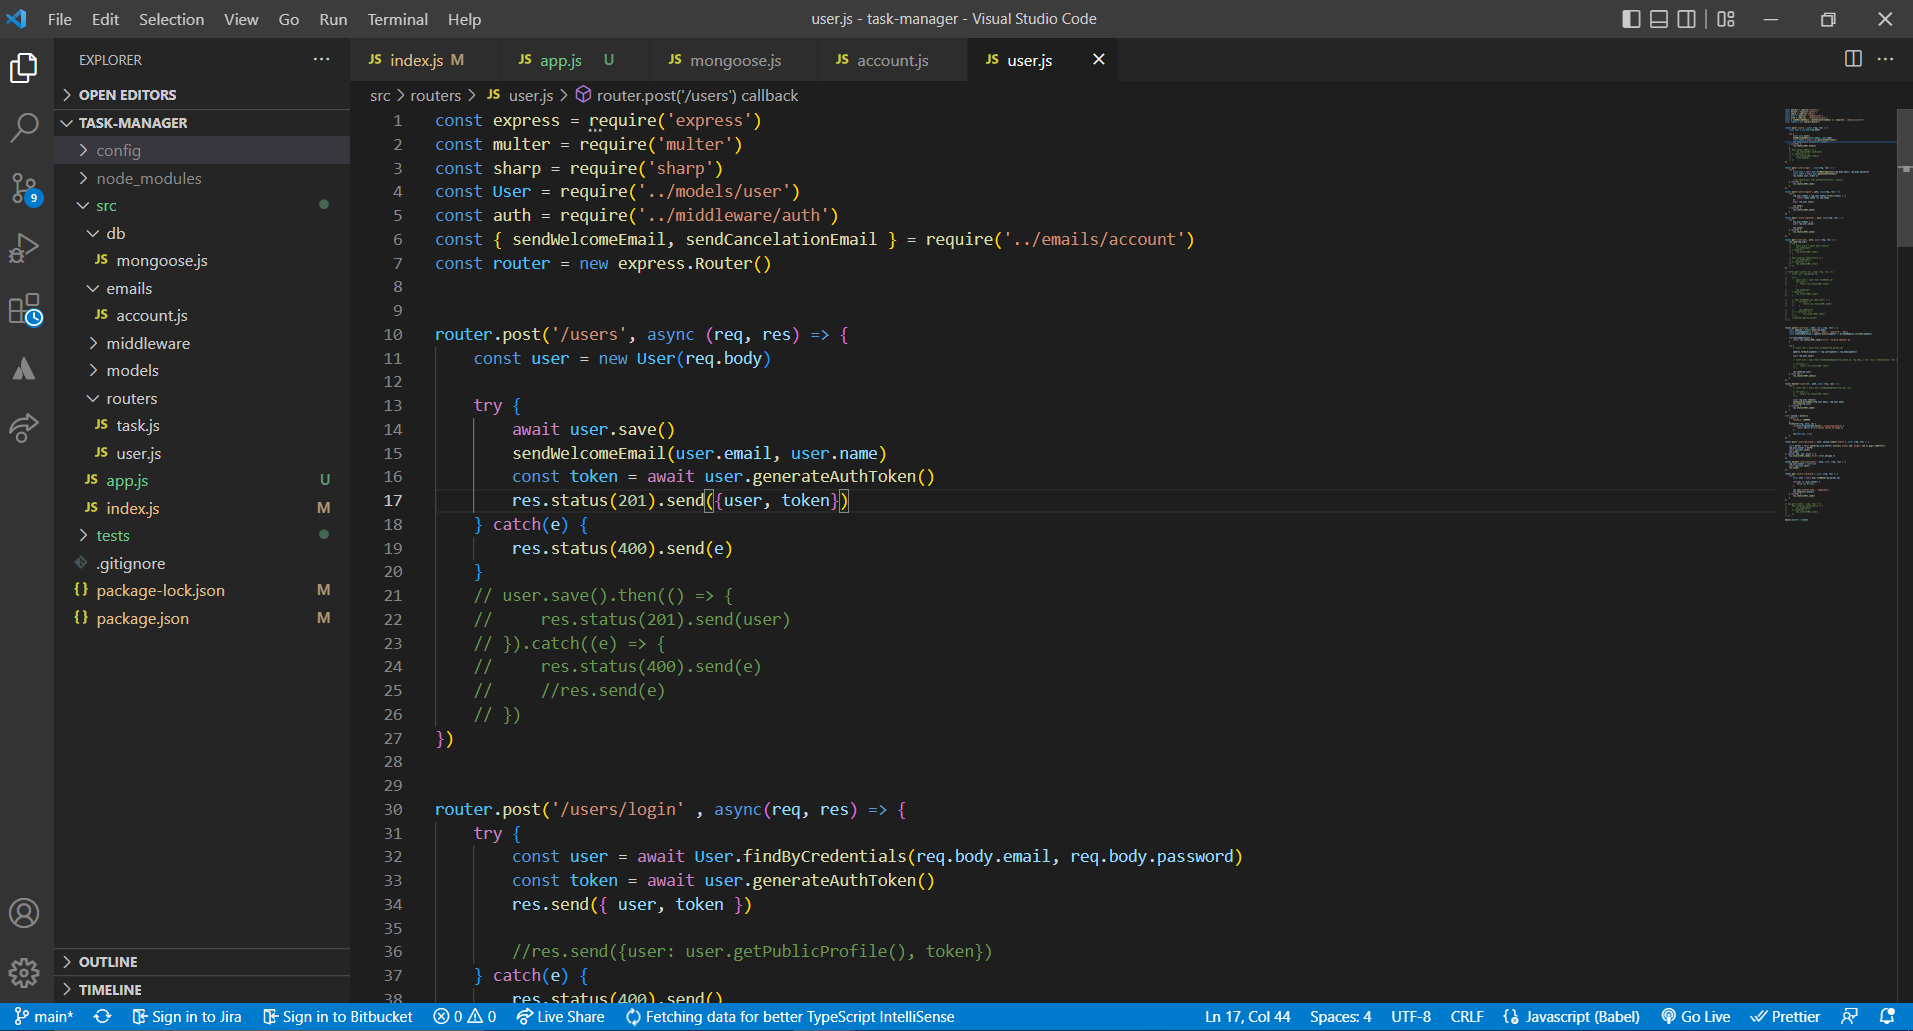 File Edit Selection View Go Run Terminal Help user.js - task-manager - Visual Studio Code
EXPLORER
OPEN EDITORS
TASK-MANAGER
config
node_modules
src
db
JS mongoose.js
emails
JS account.js
middleware
models
routers
JS task.js
JS user.js
JS app.js U
JS index.js M
tests
.gitignore
{} package-lock.json M
{} package.json M
OUTLINE
TIMELINE
9
JS index.js M JS app.js U JS mongoose.js JS account.js JS user.js
src > routers > JS user.js > router.post('/users') callback
1 const express = require('express')
2 const multer = require('multer')
3 const sharp = require('sharp')
4 const User = require('../models/user')
5 const auth = require('../middleware/auth')
6 const { sendWelcomeEmail, sendCancelationEmail } = require('../emails/account')
7 const router = new express.Router()
8
9
10 router.post('/users', async (req, res) => {
11 const user = new User(req.body)
12
13 try {
14 await user.save()
15 sendWelcomeEmail(user.email, user.name)
16 const token = await user.generateAuthToken()
17 res.status(201).send({user, token})
18 } catch(e) {
19 res.status(400).send(e)
20 }
21 // user.save().then(() => {
22 // res.status(201).send(user)
23 // }).catch((e) => {
24 // res.status(400).send(e)
25 // //res.send(e)
26 // })
27 })
28
29
30 router.post('/users/login' , async(req, res) => {
31 try {
32 const user = await User.findByCredentials(req.body.email, req.body.password)
33 const token = await user.generateAuthToken()
34 res.send({ user, token })
35
36 //res.send({user: user.getPublicProfile(), token})
37 } catch(e) {
38 res.status(400).send()
main* Sign in to Jira Sign in to Bitbucket 0 0 Live Share Fetching data for better TypeScript IntelliSense Ln 17, Col 44 Spaces: 4 UTF-8 CRLF {} Javascript (Babel) Go Live Prettier